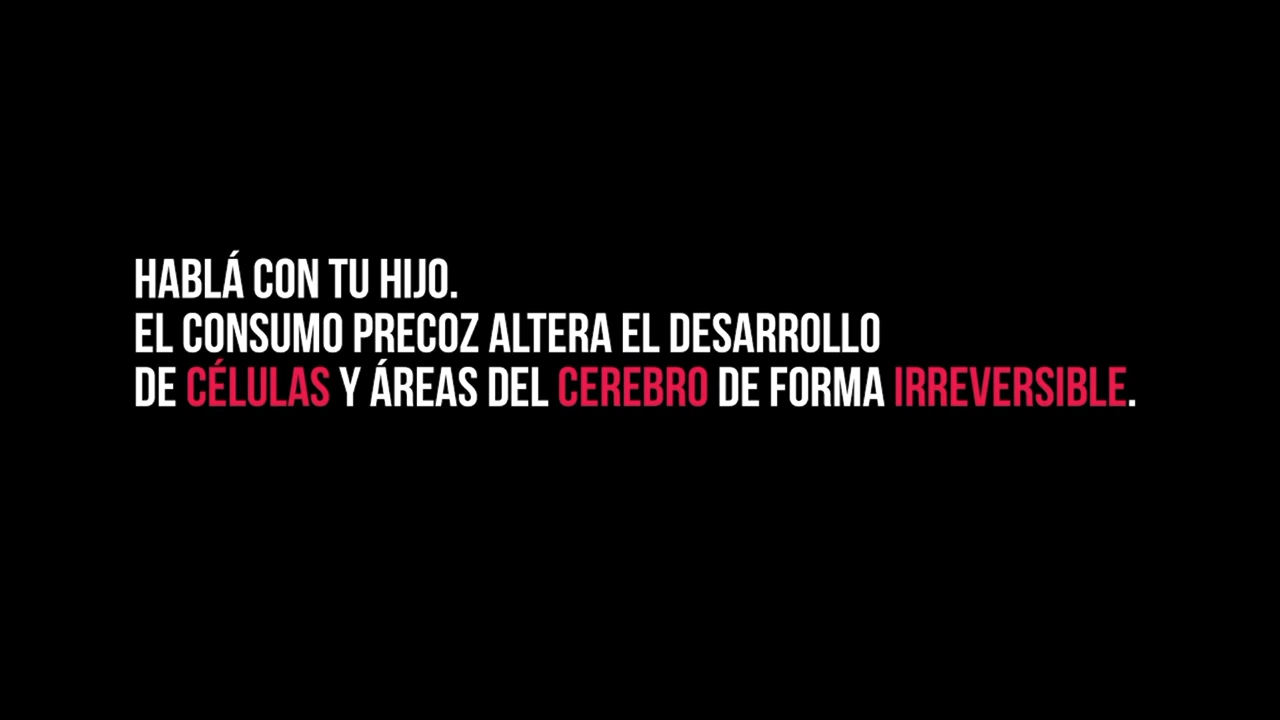 HABLÁ CON TU HIJO.
EL CONSUMO PRECOZ ALTERA EL DESARROLLO
DE CÉLULAS Y ÁREAS DEL CEREBRO DE FORMA IRREVERSIBLE.